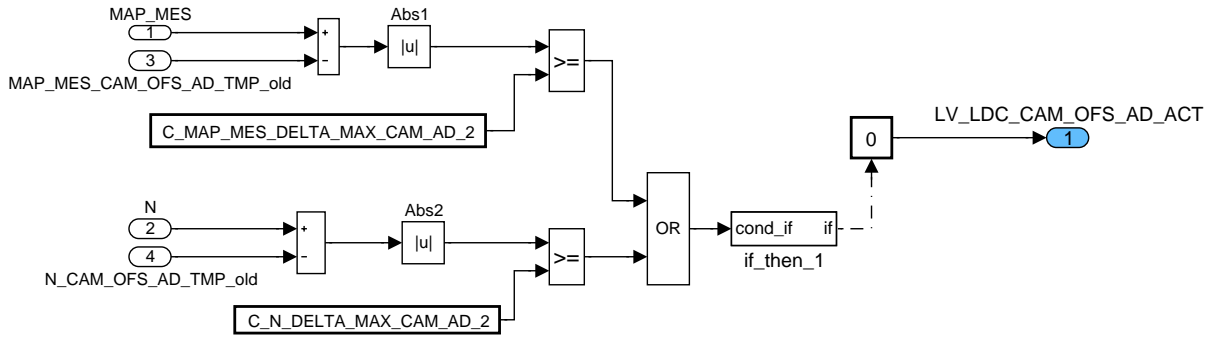 MAP_MES
1
+
3
-
MAP_MES_CAM_OFS_AD_TMP_old
Abs1
|u|
>=
C_MAP_MES_DELTA_MAX_CAM_AD_2
N
2
+
4
-
N_CAM_OFS_AD_TMP_old
Abs2
|u|
>=
C_N_DELTA_MAX_CAM_AD_2
OR
cond_if if
if_then_1
0
LV_LDC_CAM_OFS_AD_ACT
1